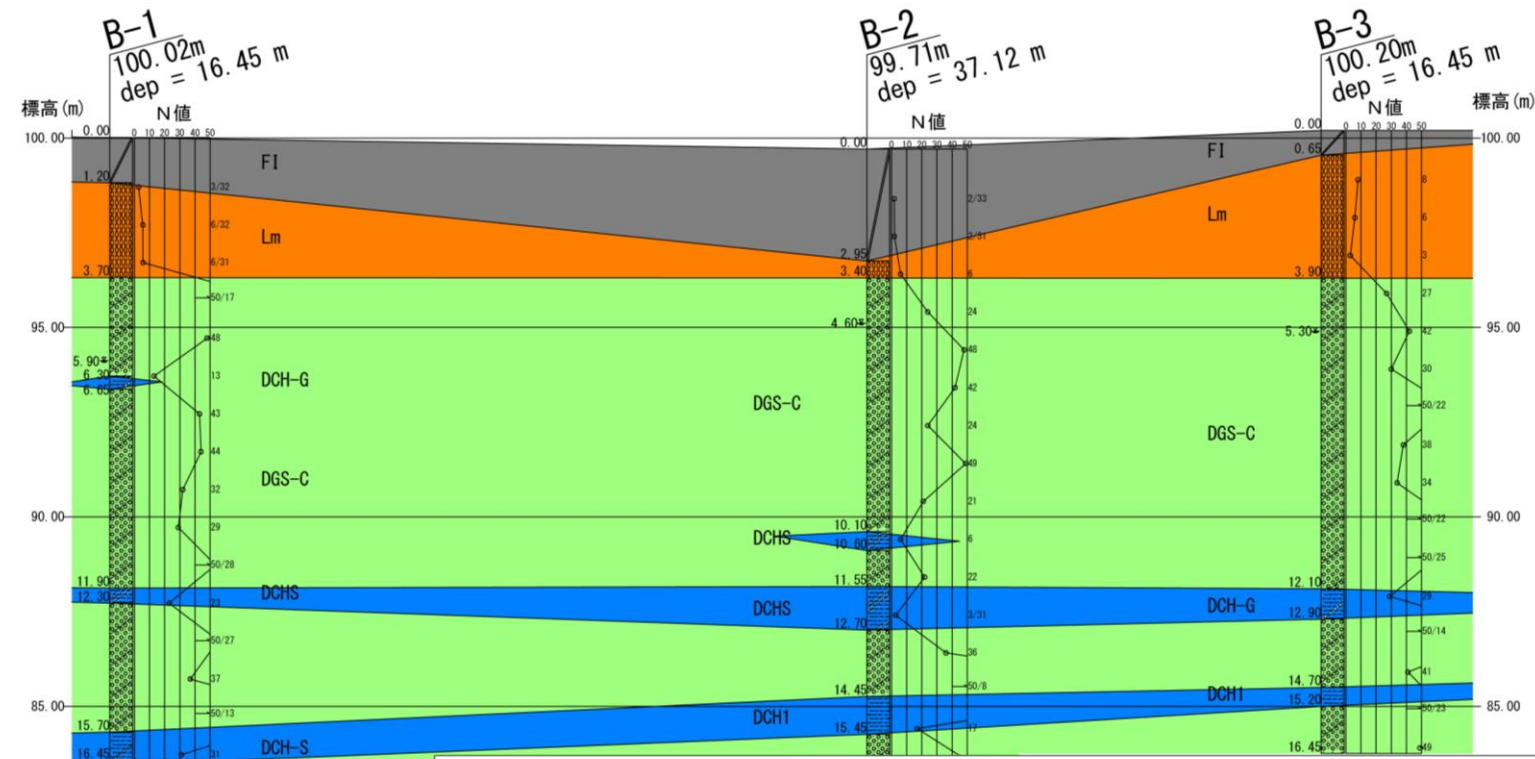 B-1
100.02m
dep = 16.45 m
B-2
99.71m
dep = 37.12 m
B-3
100.20m
dep = 16.45 m
標高(m)
N値
0 10 20 30 40 50
N値
0 10 20 30 40 50
N値
0 10 20 30 40 50
標高(m)
100.00
95.00
90.00
85.00
0.00
1.20
3.70
5.90
6.30
6.65
11.90
12.30
15.70
16.45
3/32
6/32
6/31
50/17
48
13
43
44
32
29
50/28
23
50/27
37
50/13
31
FI
Lm
DCH-G
DGS-C
DCHS
DCH-S
DGS-C
DCHS
DCHS
DCH1
0.00
2.95
3.40
4.60
10.10
10.60
11.55
12.70
14.45
15.45
2/33
2/31
6
24
48
42
24
49
21
6
22
3/31
36
50/8
17
FI
Lm
DGS-C
DCH-G
DCH1
0.00
0.65
3.90
5.30
12.10
12.90
14.70
15.20
16.45
8
6
3
27
42
30
50/22
38
34
50/22
50/25
29
50/14
41
50/23
49
100.00
95.00
90.00
85.00